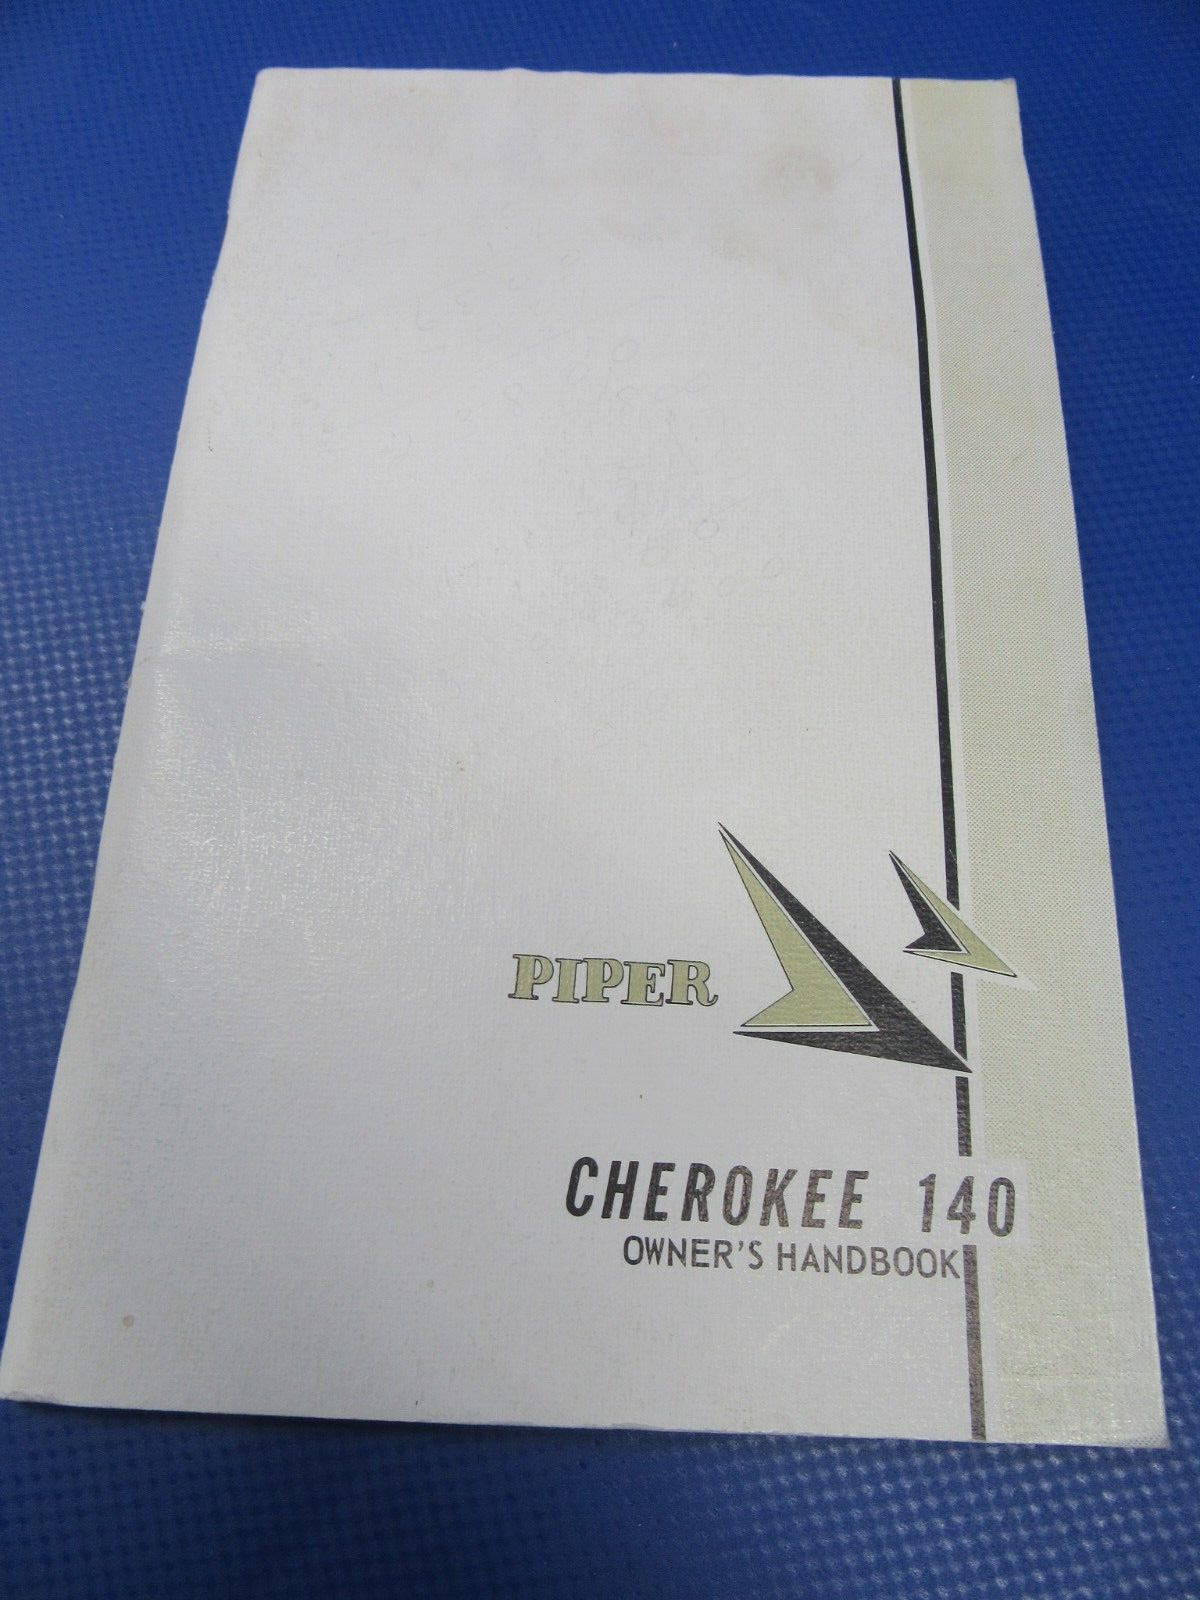 PIPER
CHEROKEE 140
OWNER'S HANDBOOK